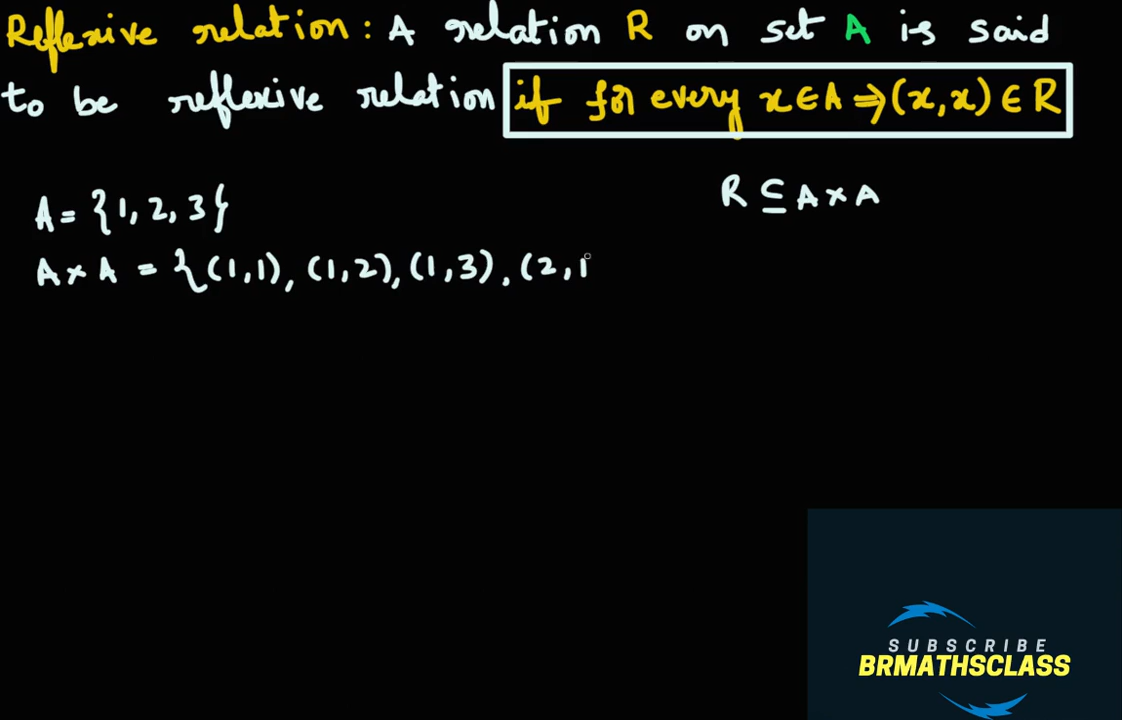 Reflexive relation : A relation R on set A is said
to be reflexive relation if for every x ∈ A ⇒ (x, x) ∈ R
R ⊆ A × A
A = {1, 2, 3}
A × A = {(1, 1), (1, 2), (1, 3), (2, 1
SUBSCRIBE
BRMATHSCLASS